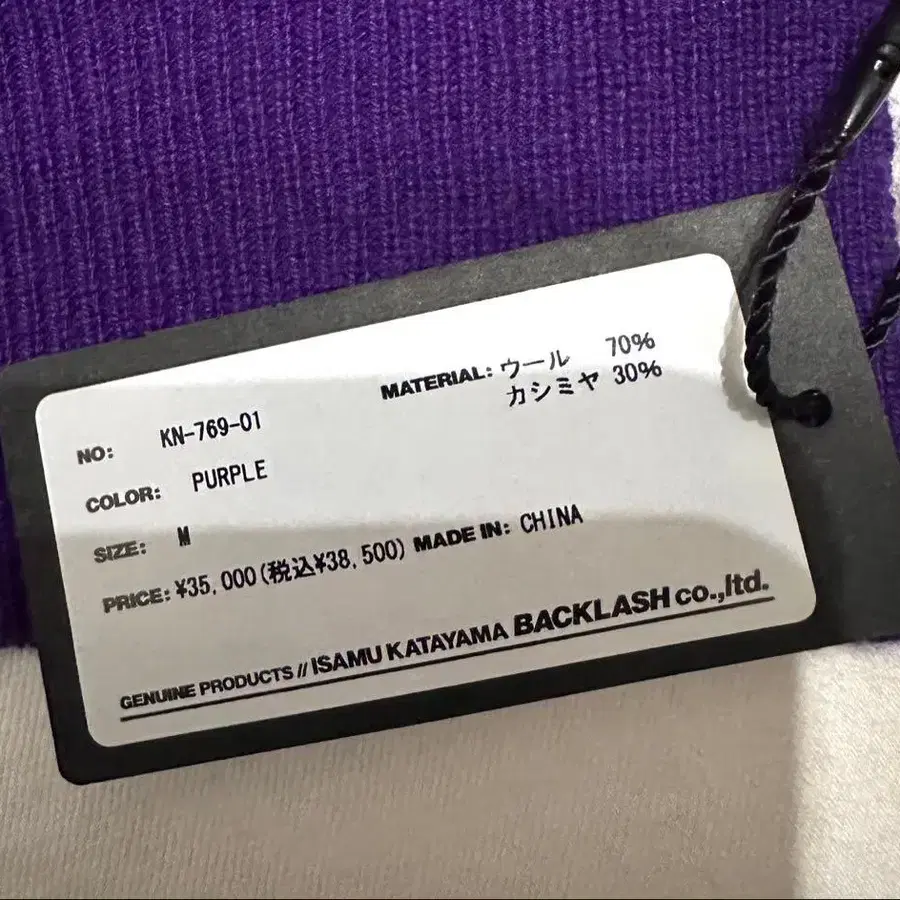 NO: KN-769-01
MATERIAL: ウール 70%
カシミヤ 30%
COLOR: PURPLE
SIZE: M
PRICE: ¥35,000(税込¥38,500) MADE IN: CHINA
GENUINE PRODUCTS // ISAMU KATAYAMA BACKLASH co.,ltd.